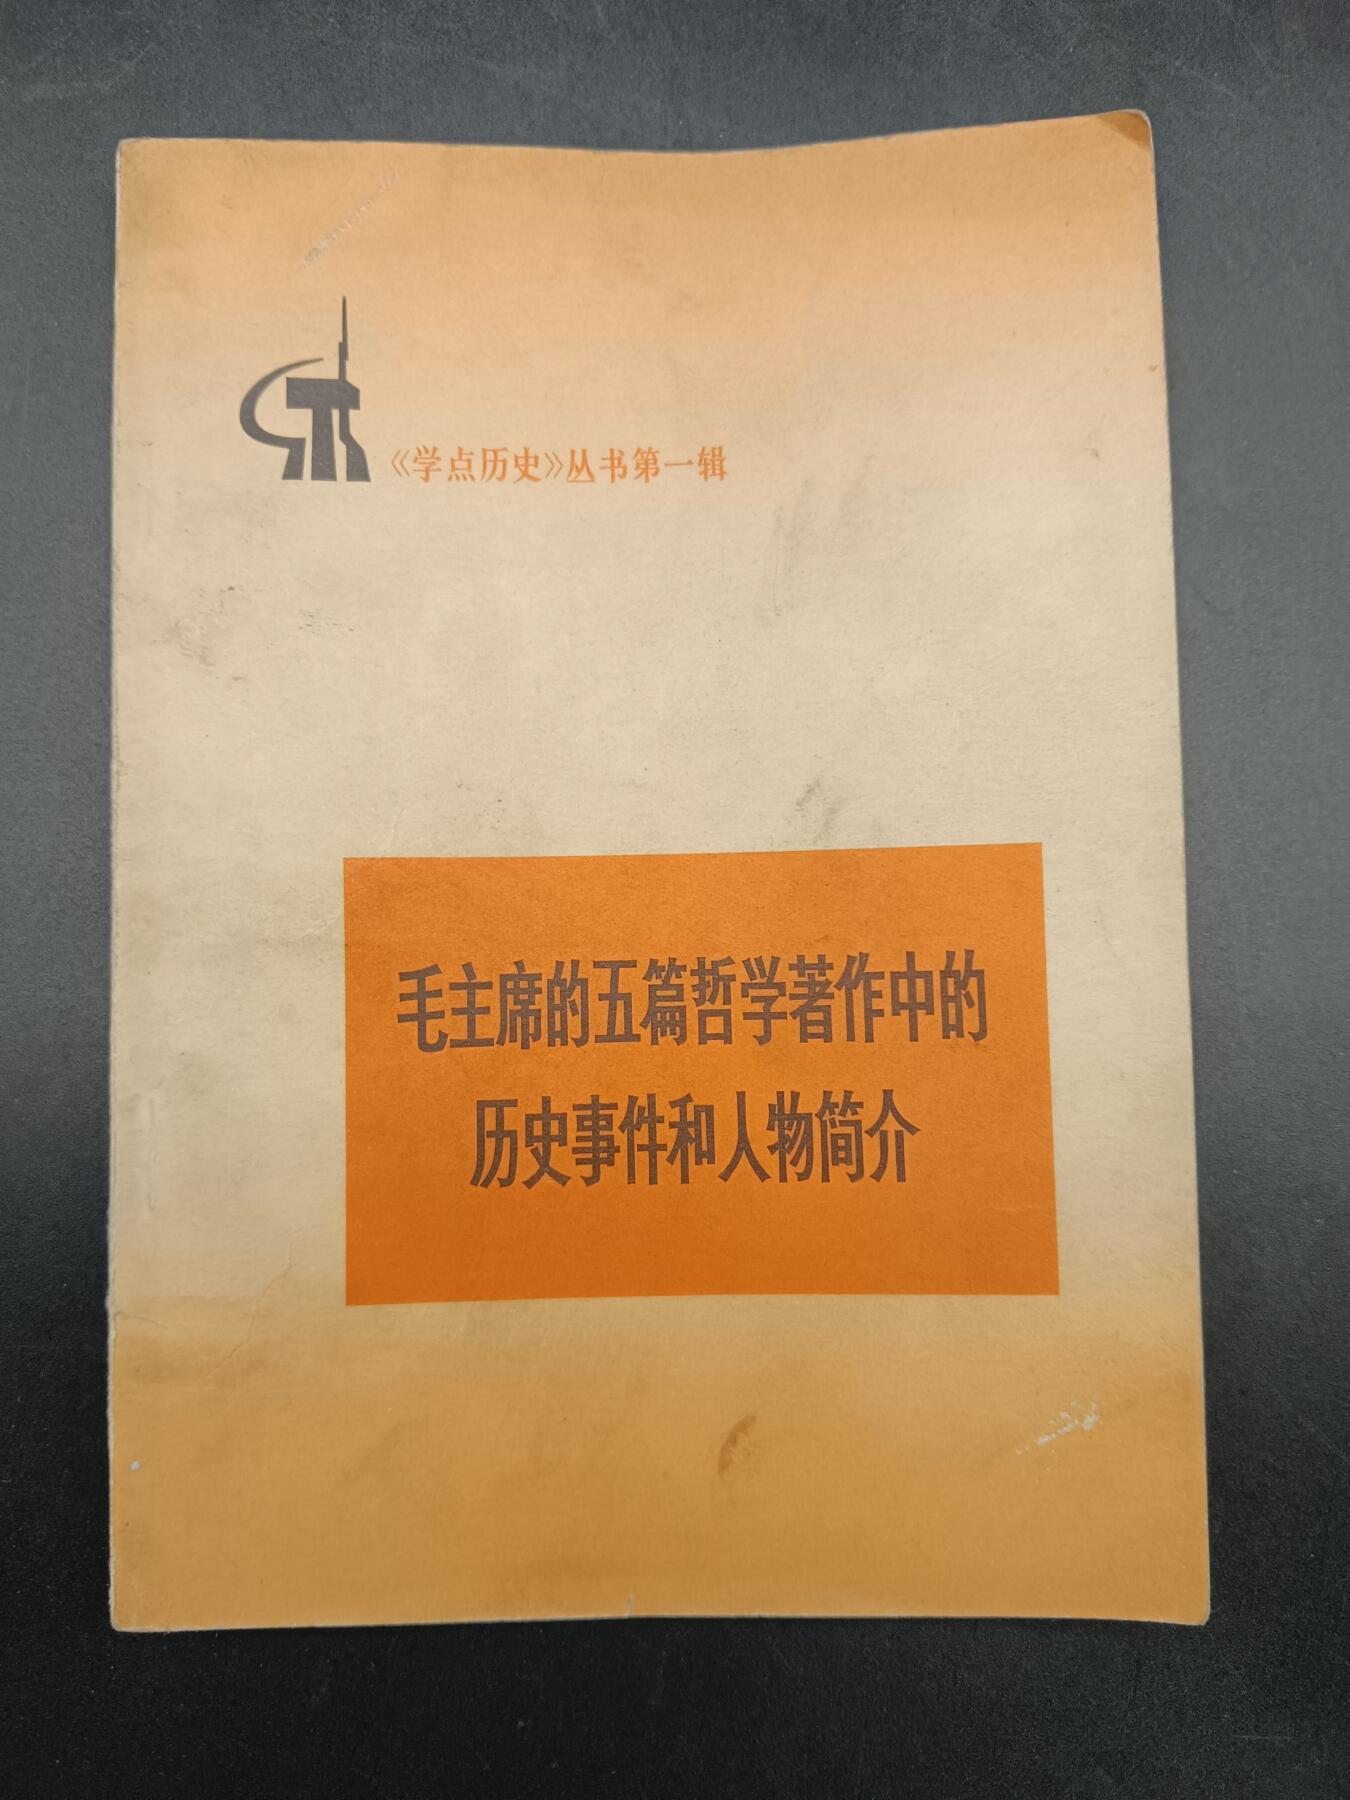 《学点历史》丛书第一辑
毛主席的五篇哲学著作中的
历史事件和人物简介